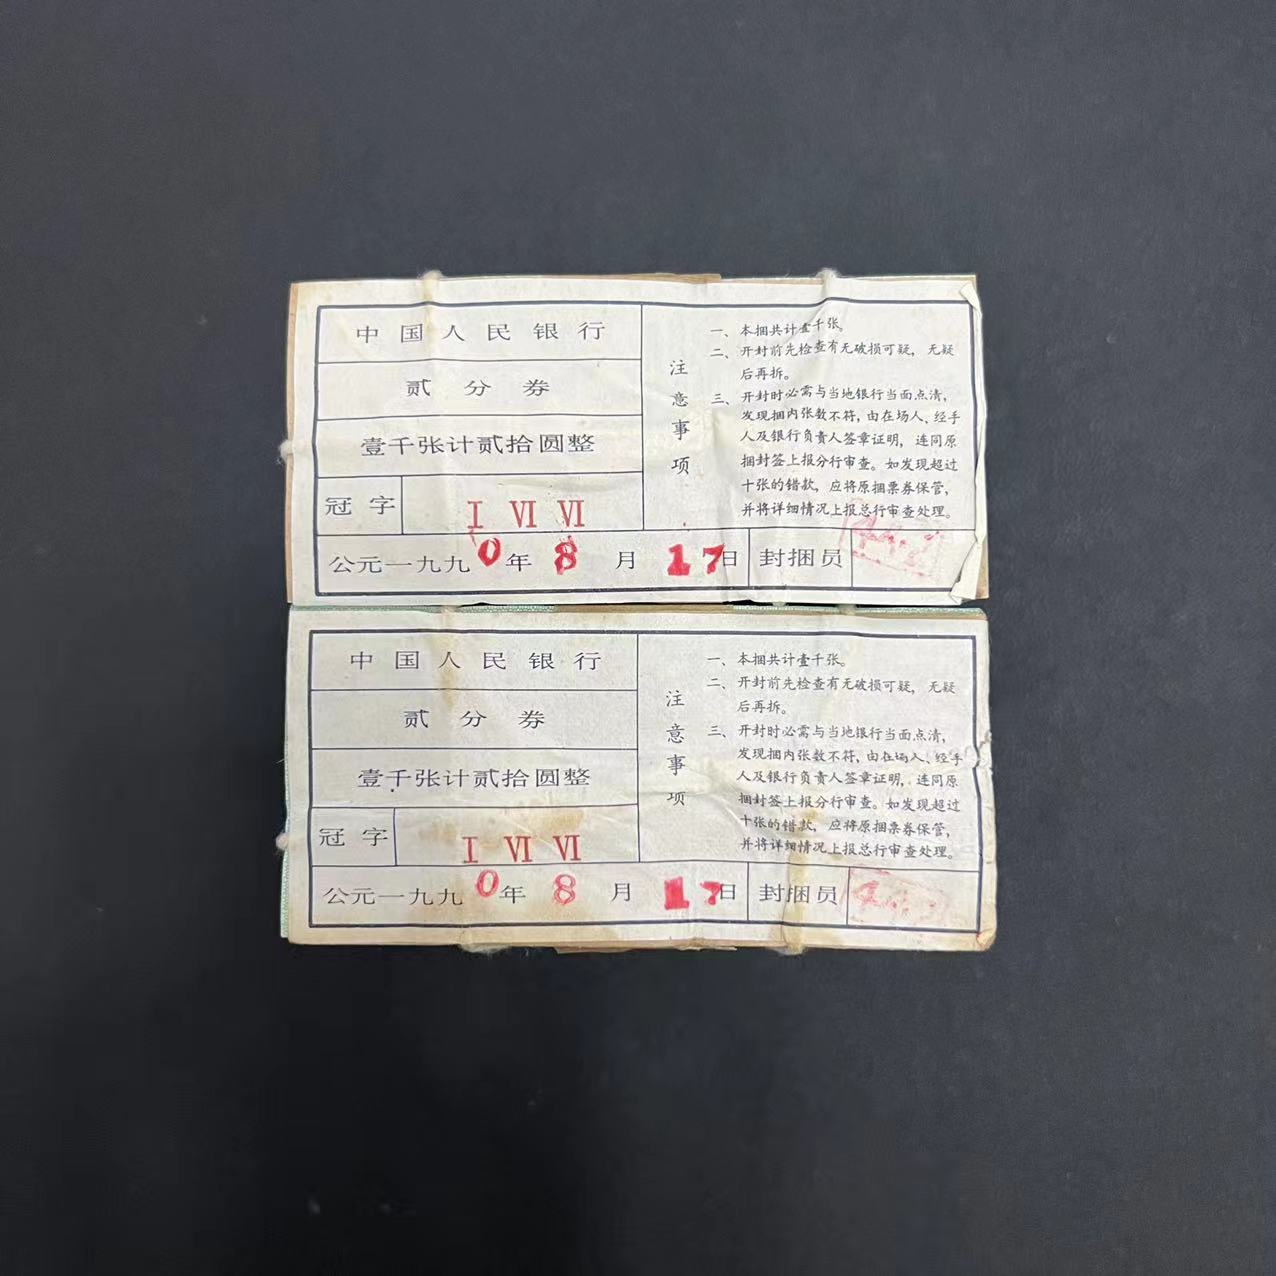 中国人民银行
贰分券
壹千张计贰拾圆整
冠字 I VI VI
公元一九九0年8月17日 封捆员
注意事项
一、本捆共计壹千张。
二、开封前先检查有无破损可疑，无疑
后再拆。
三、开封时必需与当地银行当面点清，
发现捆内张数不符，由在场人、经手
人及银行负责人签章证明，连同原
捆封签上报分行审查。如发现超过
十张的错款，应将原捆票券保管，
并将详细情况上报总行审查处理。
中国人民银行
贰分券
壹千张计贰拾圆整
冠字 I VI VI
公元一九九0年8月17日 封捆员
注意事项
一、本捆共计壹千张。
二、开封前先检查有无破损可疑，无疑
后再拆。
三、开封时必需与当地银行当面点清，
发现捆内张数不符，由在场人、经手
人及银行负责人签章证明，连同原
捆封签上报分行审查。如发现超过
十张的错款，应将原捆票券保管，
并将详细情况上报总行审查处理。